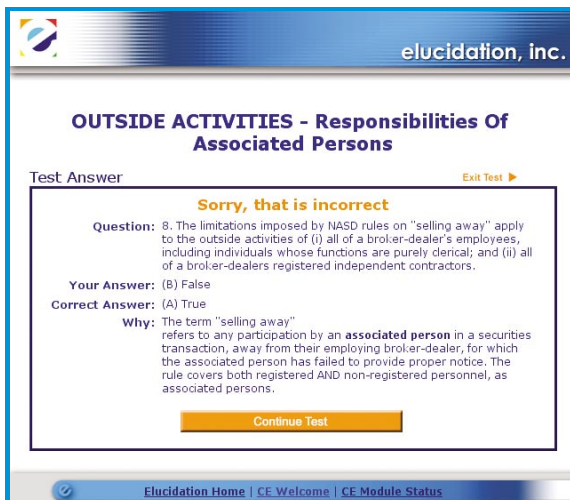 elucidation, inc.
OUTSIDE ACTIVITIES - Responsibilities Of
Associated Persons
Test Answer
Exit Test
Sorry, that is incorrect
Question: 8. The limitations imposed by NASD rules on "selling away" apply
to the outside activities of (i) all of a broker-dealer's employees,
including individuals whose functions are purely clerical; and (ii) all
of a broker-dealers registered independent contractors.
Your Answer: (B) False
Correct Answer: (A) True
Why: The term "selling away"
refers to any participation by an associated person in a securities
transaction, away from their employing broker-dealer, for which
the associated person has failed to provide proper notice. The
rule covers both registered AND non-registered personnel, as
associated persons.
Continue Test
Elucidation Home | CE Welcome | CE Module Status